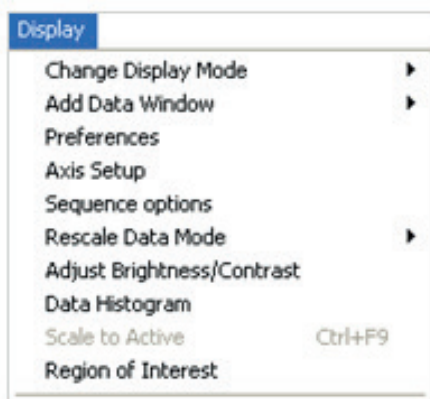 Display
Change Display Mode
Add Data Window
Preferences
Axis Setup
Sequence options
Rescale Data Mode
Adjust Brightness/Contrast
Data Histogram
Scale to Active Ctrl+F9
Region of Interest